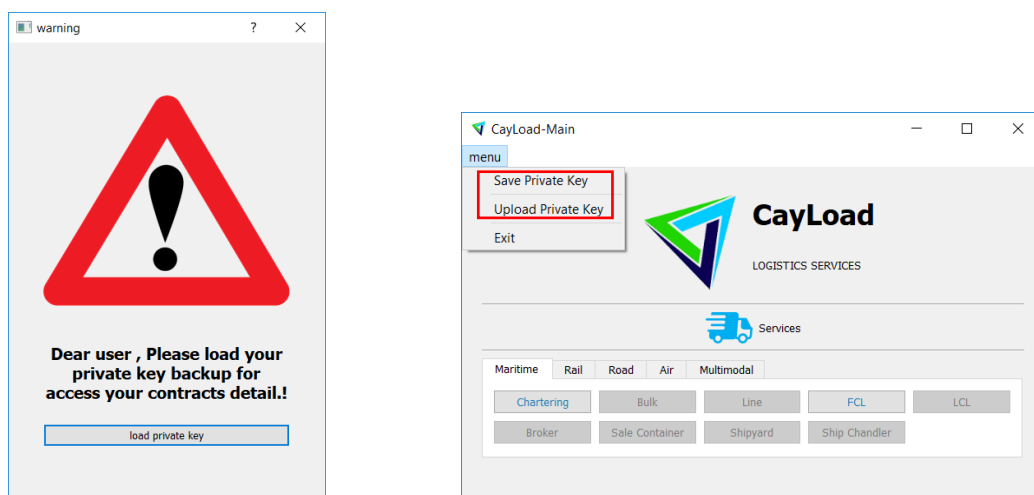 warning
Dear user , Please load your
private key backup for
access your contracts detail.!
load private key
CayLoad-Main
menu
Save Private Key
Upload Private Key
Exit
CayLoad
LOGISTICS SERVICES
Services
Maritime Rail Road Air Multimodal
Chartering Bulk Line FCL LCL
Broker Sale Container Shipyard Ship Chandler